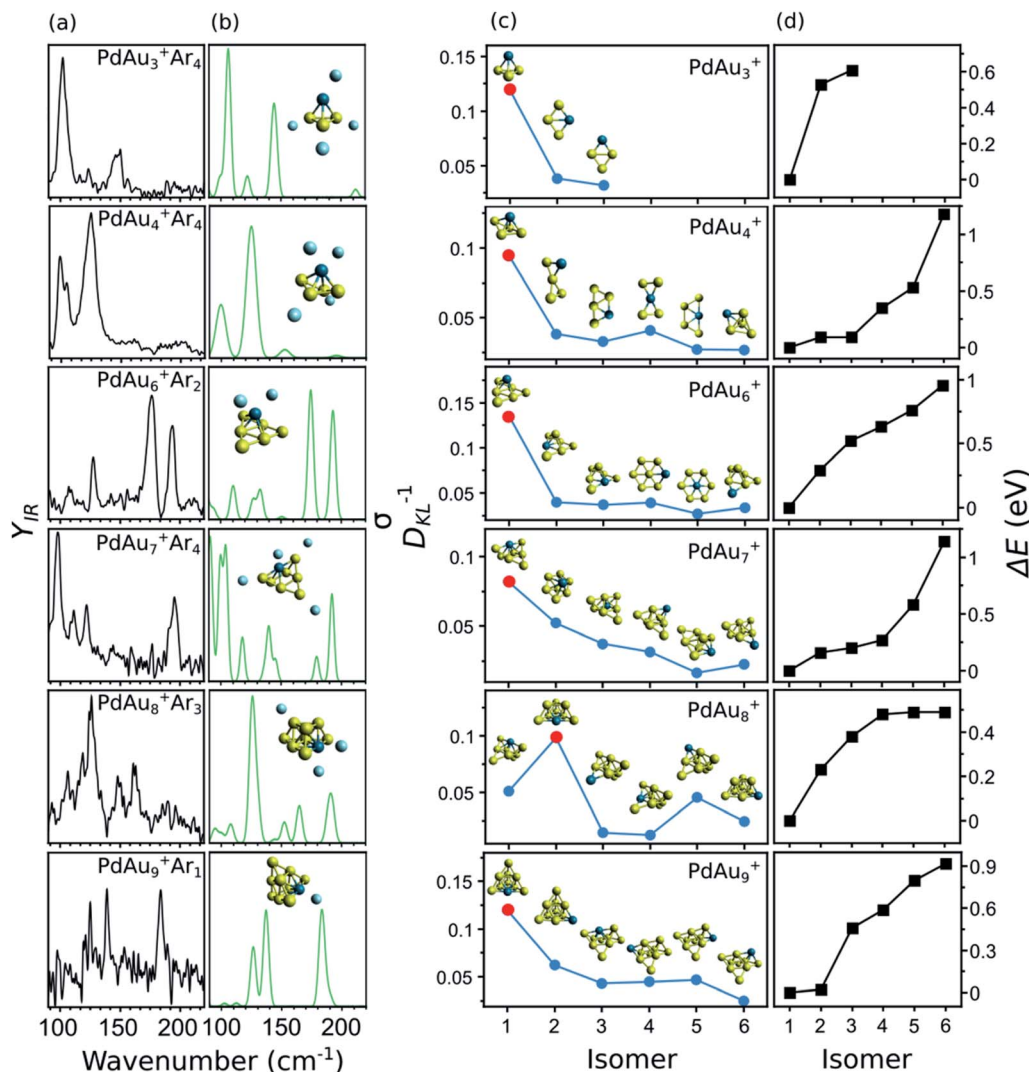 (a)
(b)
(c)
(d)
PdAu₃⁺Ar₄
PdAu₄⁺Ar₄
PdAu₆⁺Ar₂
PdAu₇⁺Ar₄
PdAu₈⁺Ar₃
PdAu₉⁺Ar₁
Y_IR
σ
100
150
200
100
150
200
Wavenumber (cm⁻¹)
D_KL⁻¹
0.15
0.1
0.05
PdAu₃⁺
0.1
0.05
PdAu₄⁺
0.15
0.1
0.05
PdAu₆⁺
0.1
0.05
PdAu₇⁺
0.1
0.05
PdAu₈⁺
0.15
0.1
0.05
PdAu₉⁺
1 2 3 4 5 6
Isomer
0.6
0.4
0.2
0
1
0.5
0
1
0.5
0
1
0.5
0
0.4
0.2
0
0.9
0.6
0.3
0
1 2 3 4 5 6
Isomer
ΔE (eV)